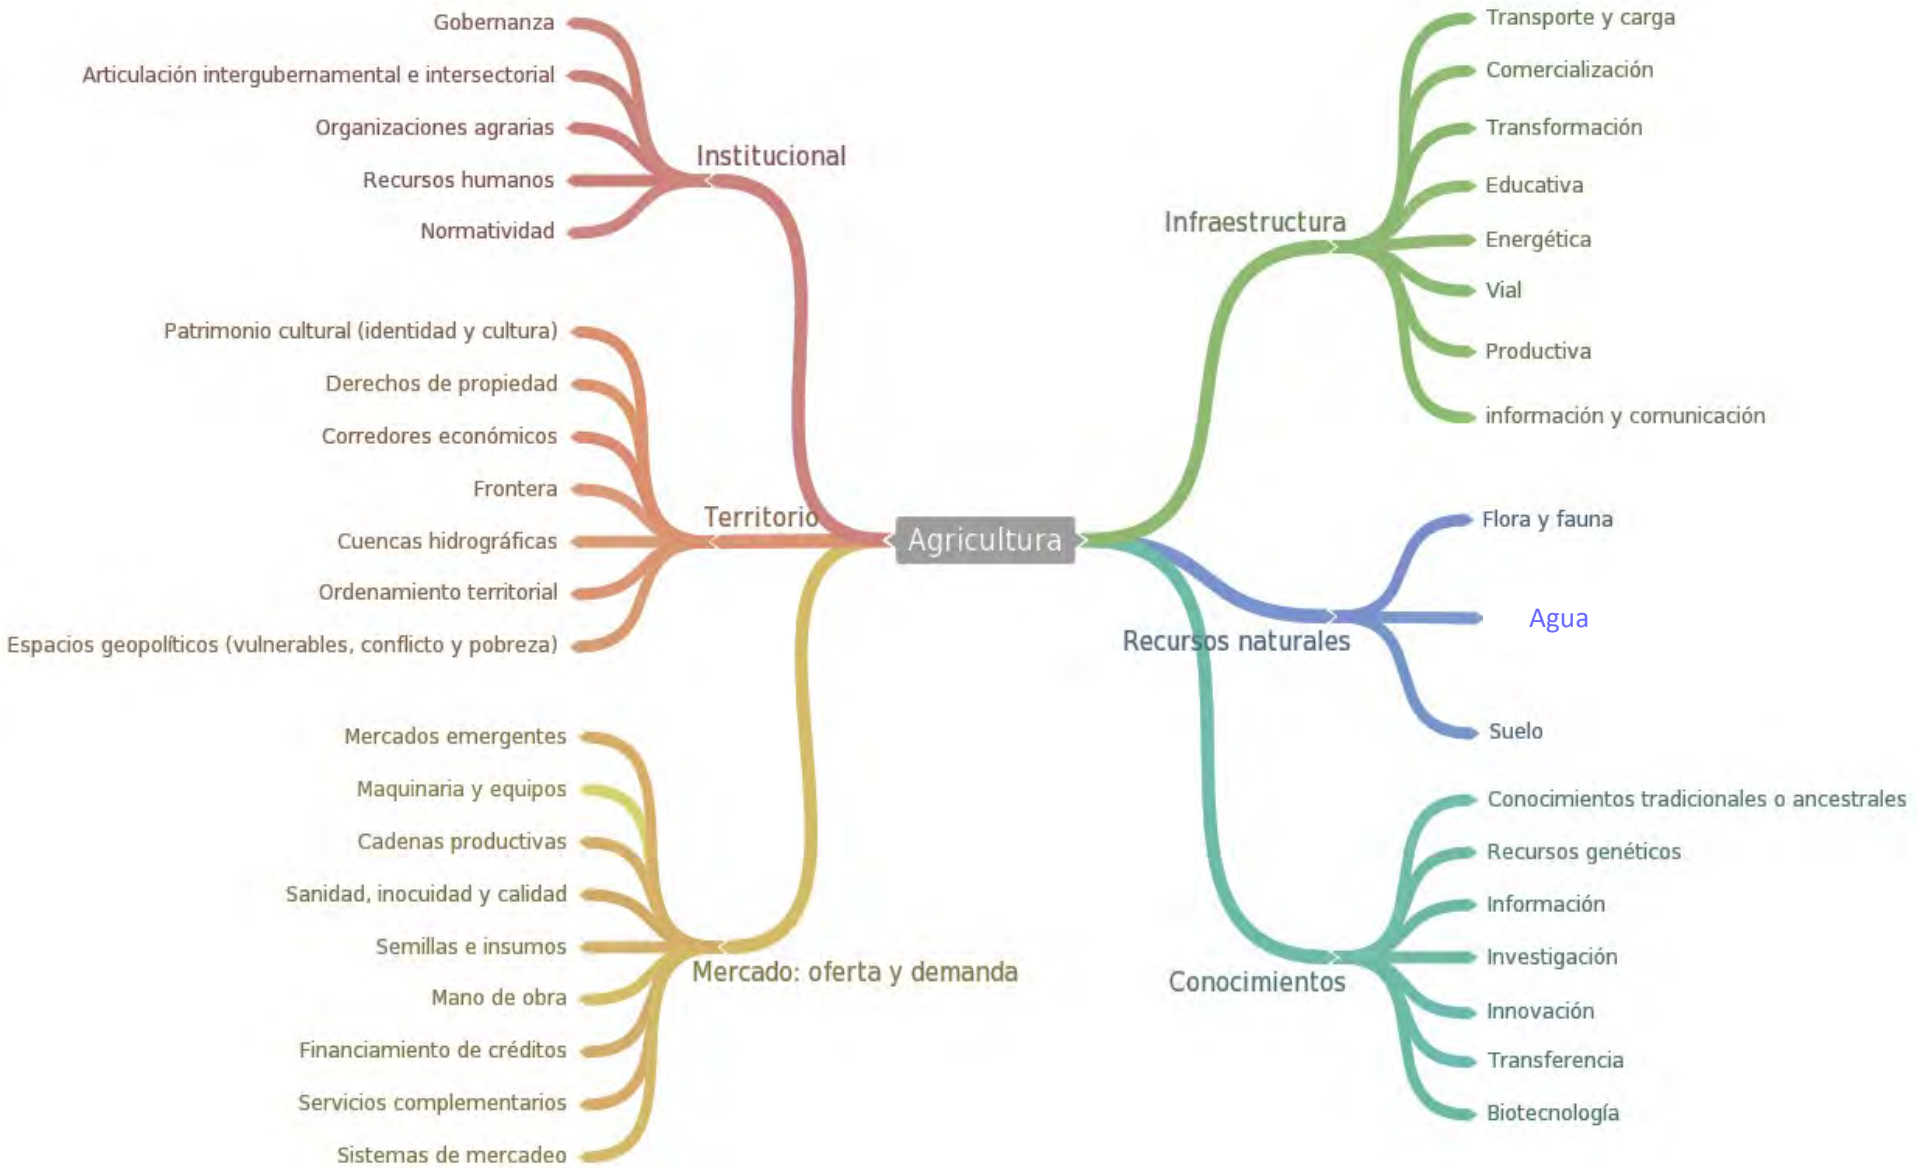 Gobernanza
Articulación intergubernamental e intersectorial
Organizaciones agrarias
Recursos humanos
Normatividad
Institucional
Patrimonio cultural (identidad y cultura)
Derechos de propiedad
Corredores económicos
Frontera
Cuencas hidrográficas
Ordenamiento territorial
Espacios geopolíticos (vulnerables, conflicto y pobreza)
Territorio
Mercados emergentes
Maquinaria y equipos
Cadenas productivas
Sanidad, inocuidad y calidad
Semillas e insumos
Mano de obra
Financiamiento de créditos
Servicios complementarios
Sistemas de mercadeo
Mercado: oferta y demanda
Agricultura
Infraestructura
Transporte y carga
Comercialización
Transformación
Educativa
Energética
Vial
Productiva
información y comunicación
Recursos naturales
Flora y fauna
Agua
Suelo
Conocimientos
Conocimientos tradicionales o ancestrales
Recursos genéticos
Información
Investigación
Innovación
Transferencia
Biotecnología